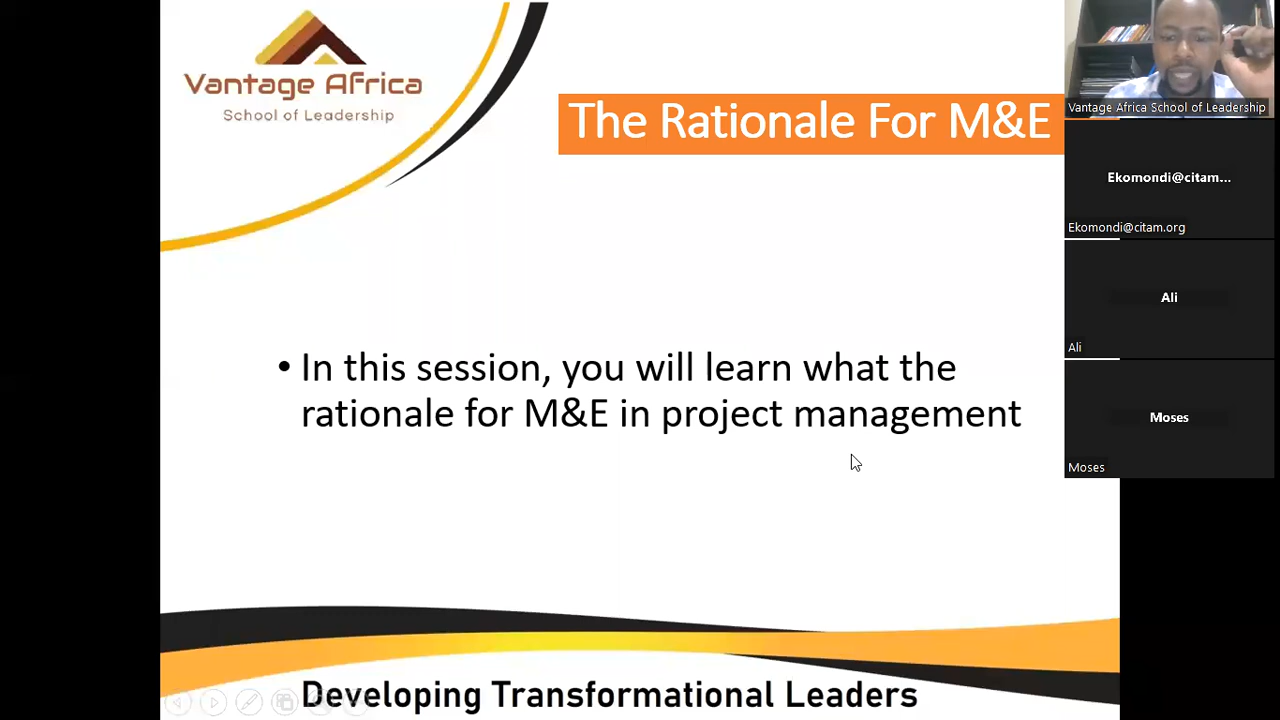 Vantage Africa
School of Leadership
The Rationale For M&E
• In this session, you will learn what the
rationale for M&E in project management
Developing Transformational Leaders
Vantage Africa School of Leadership
Ekomondi@citam...
Ekomondi@citam.org
Ali
Ali
Moses
Moses